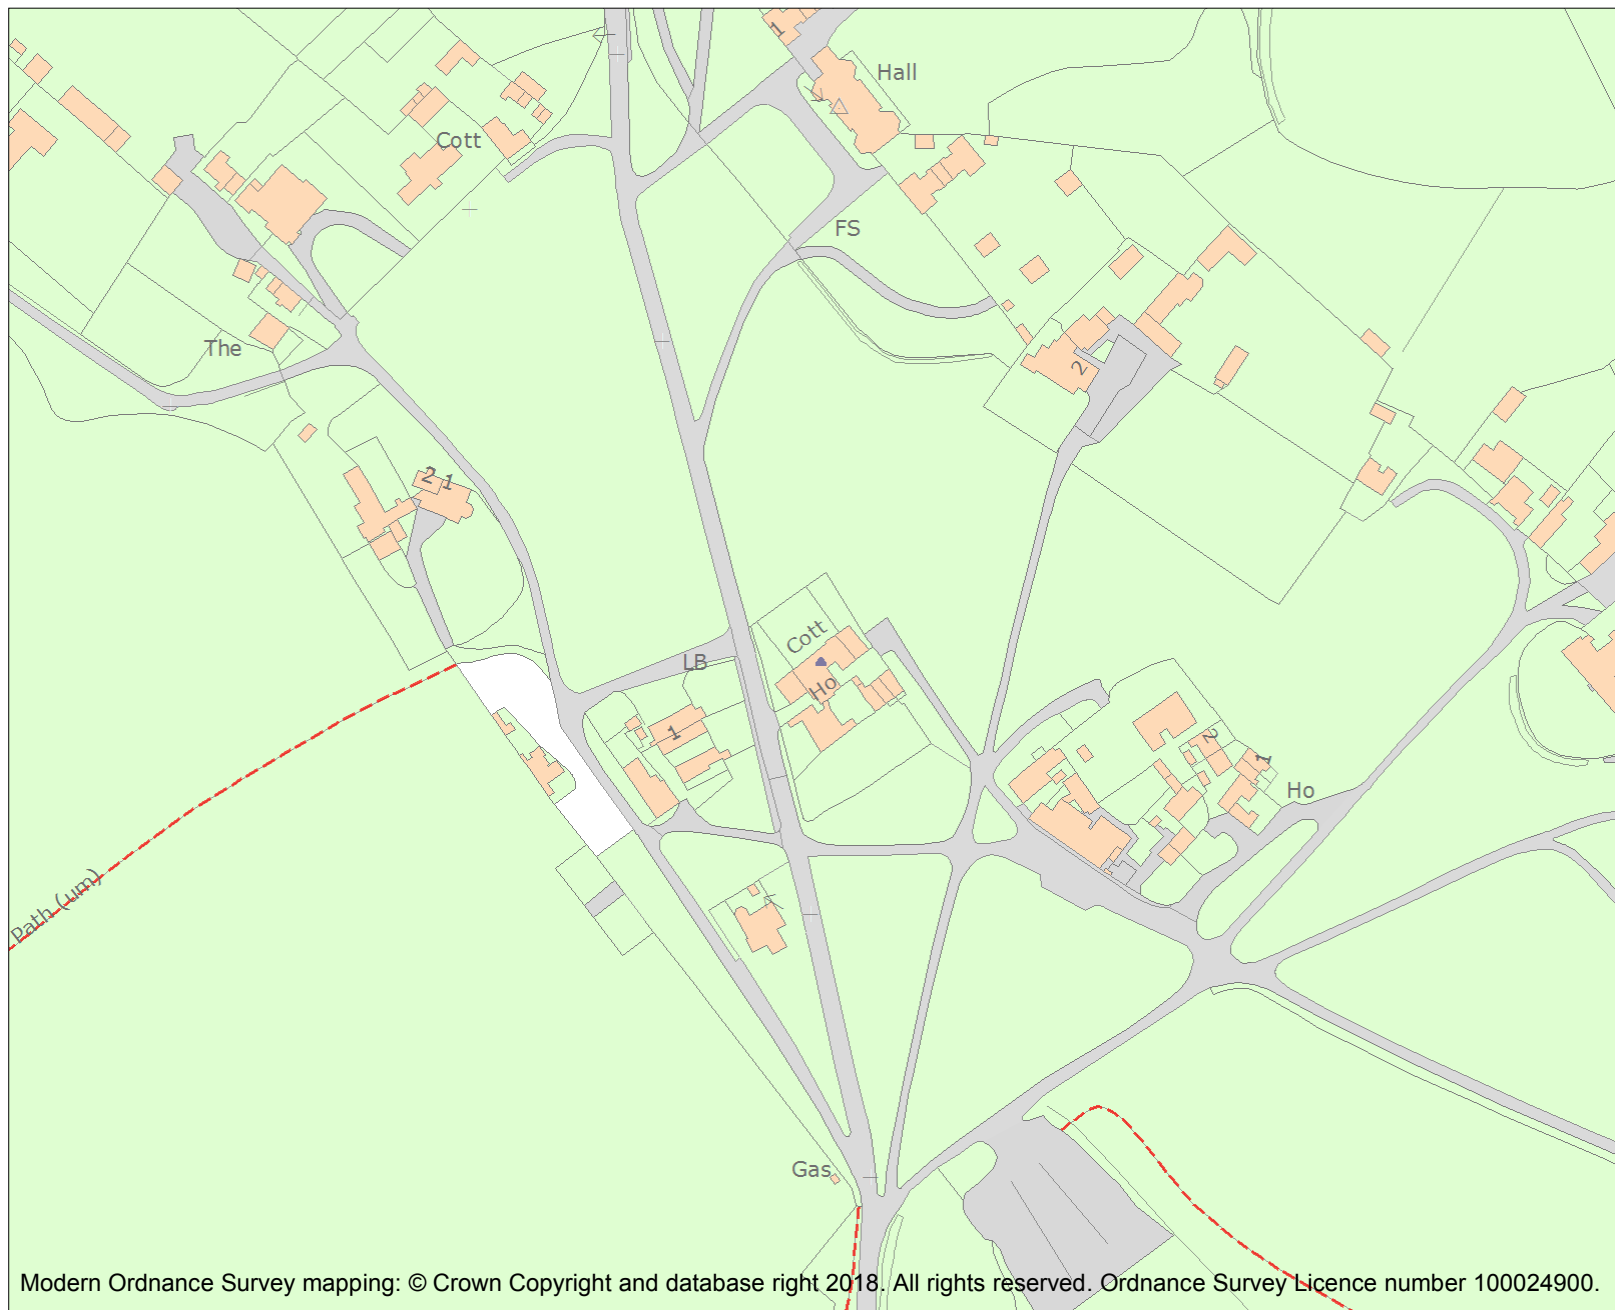 1
Hall
Cott
FS
The
2
2 1
Cott
LB
Ho
1
2
1
Ho
Path (um)
Gas
Modern Ordnance Survey mapping: © Crown Copyright and database right 2018. All rights reserved. Ordnance Survey Licence number 100024900.